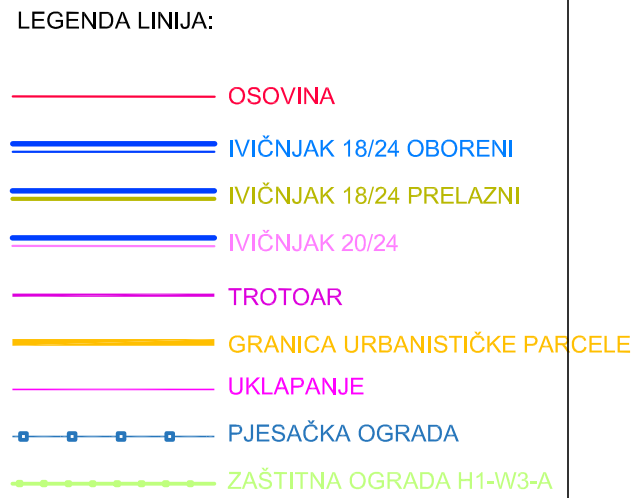 LEGENDA LINIJA:
OSOVINA
IVIČNJAK 18/24 OBORENI
IVIČNJAK 18/24 PRELAZNI
IVIČNJAK 20/24
TROTOAR
GRANICA URBANISTIČKE PARCELE
UKLAPANJE
PJESAČKA OGRADA
ZAŠTITNA OGRADA H1-W3-A